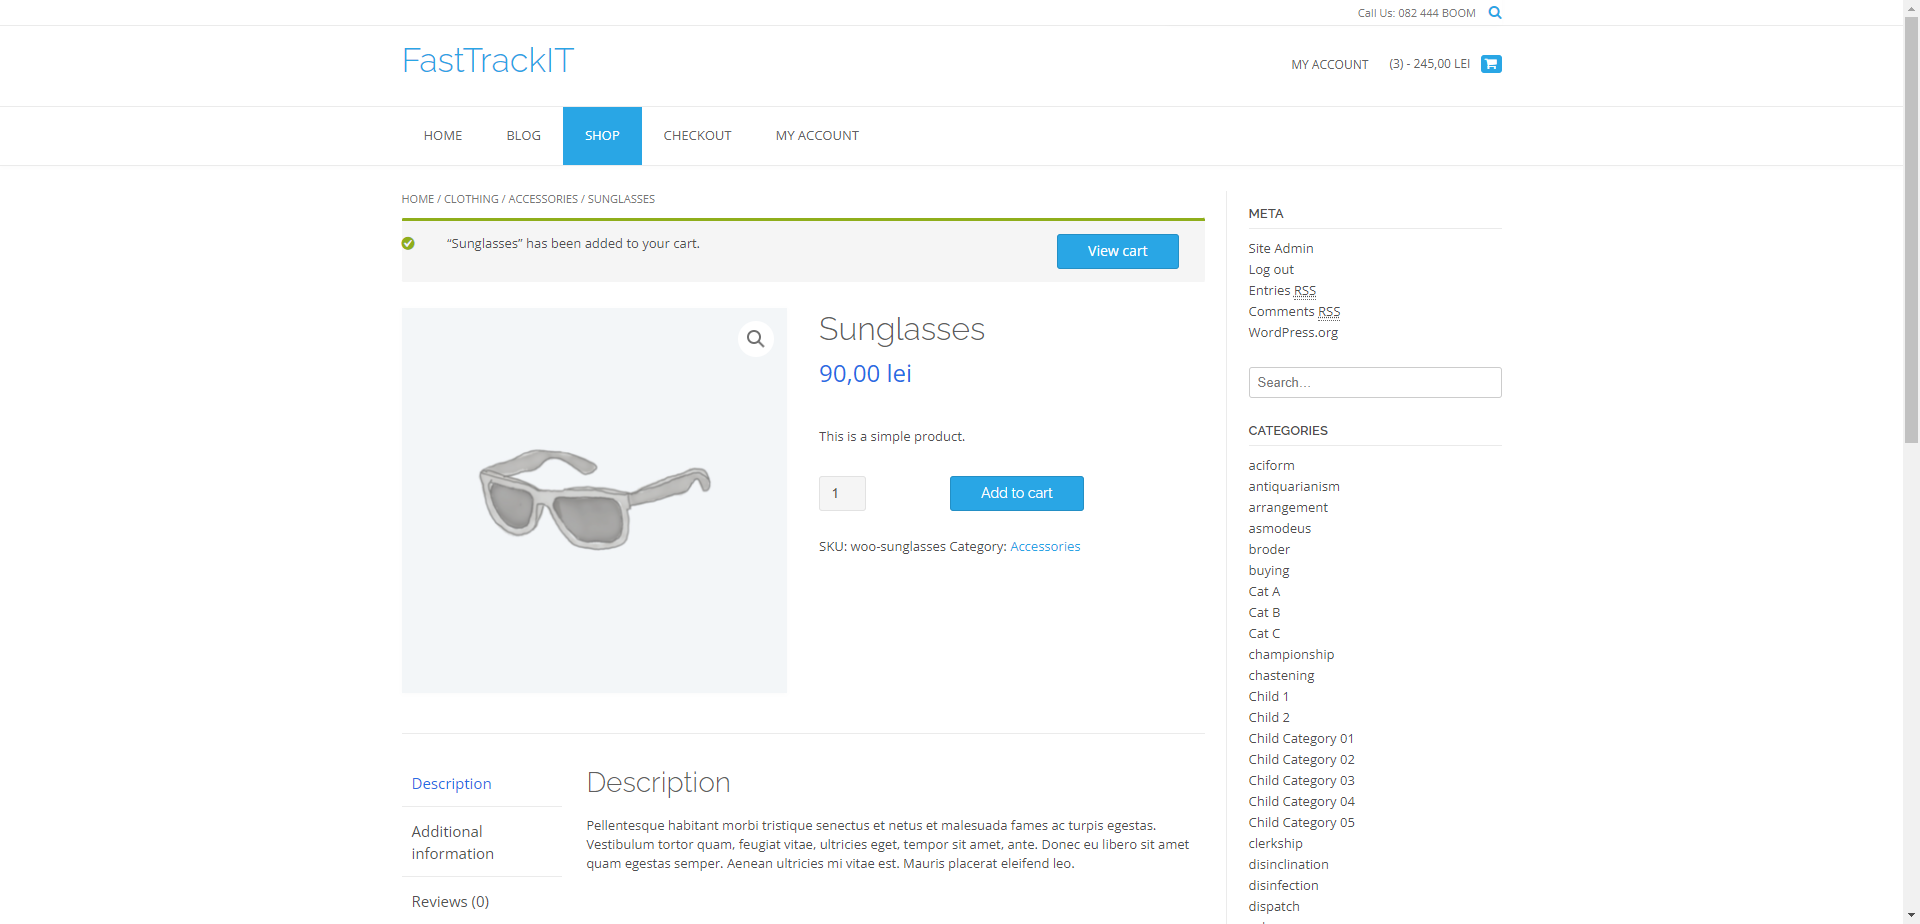 Call Us: 082 444 BOOM
FastTrackIT
MY ACCOUNT (3) - 245,00 LEI
HOME BLOG SHOP CHECKOUT MY ACCOUNT
HOME / CLOTHING / ACCESSORIES / SUNGLASSES
“Sunglasses” has been added to your cart.
View cart
Sunglasses
90,00 lei
This is a simple product.
1
Add to cart
SKU: woo-sunglasses Category: Accessories
Description
Additional
information
Reviews (0)
Description
Pellentesque habitant morbi tristique senectus et netus et malesuada fames ac turpis egestas.
Vestibulum tortor quam, feugiat vitae, ultricies eget, tempor sit amet, ante. Donec eu libero sit amet
quam egestas semper. Aenean ultricies mi vitae est. Mauris placerat eleifend leo.
META
Site Admin
Log out
Entries RSS
Comments RSS
WordPress.org
Search…
CATEGORIES
aciform
antiquarianism
arrangement
asmodeus
broder
buying
Cat A
Cat B
Cat C
championship
chastening
Child 1
Child 2
Child Category 01
Child Category 02
Child Category 03
Child Category 04
Child Category 05
clerkship
disinclination
disinfection
dispatch